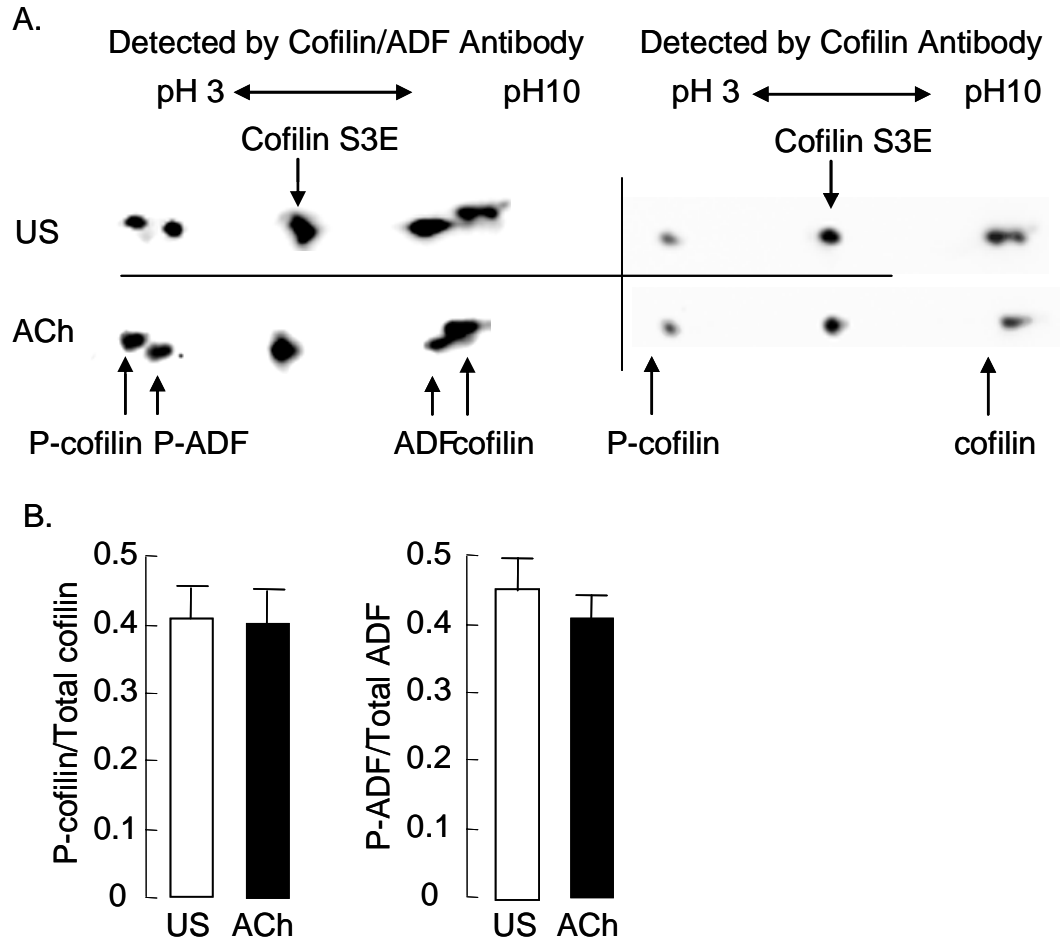 A.
Detected by Cofilin/ADF Antibody
Detected by Cofilin Antibody
pH 3
pH10
pH 3
pH10
Cofilin S3E
Cofilin S3E
US
ACh
P-cofilin
P-ADF
ADF
cofilin
P-cofilin
cofilin
B.
P-cofilin/Total cofilin
0.5
0.4
0.3
0.2
0.1
0
US
ACh
P-ADF/Total ADF
0.5
0.4
0.3
0.2
0.1
0
US
ACh